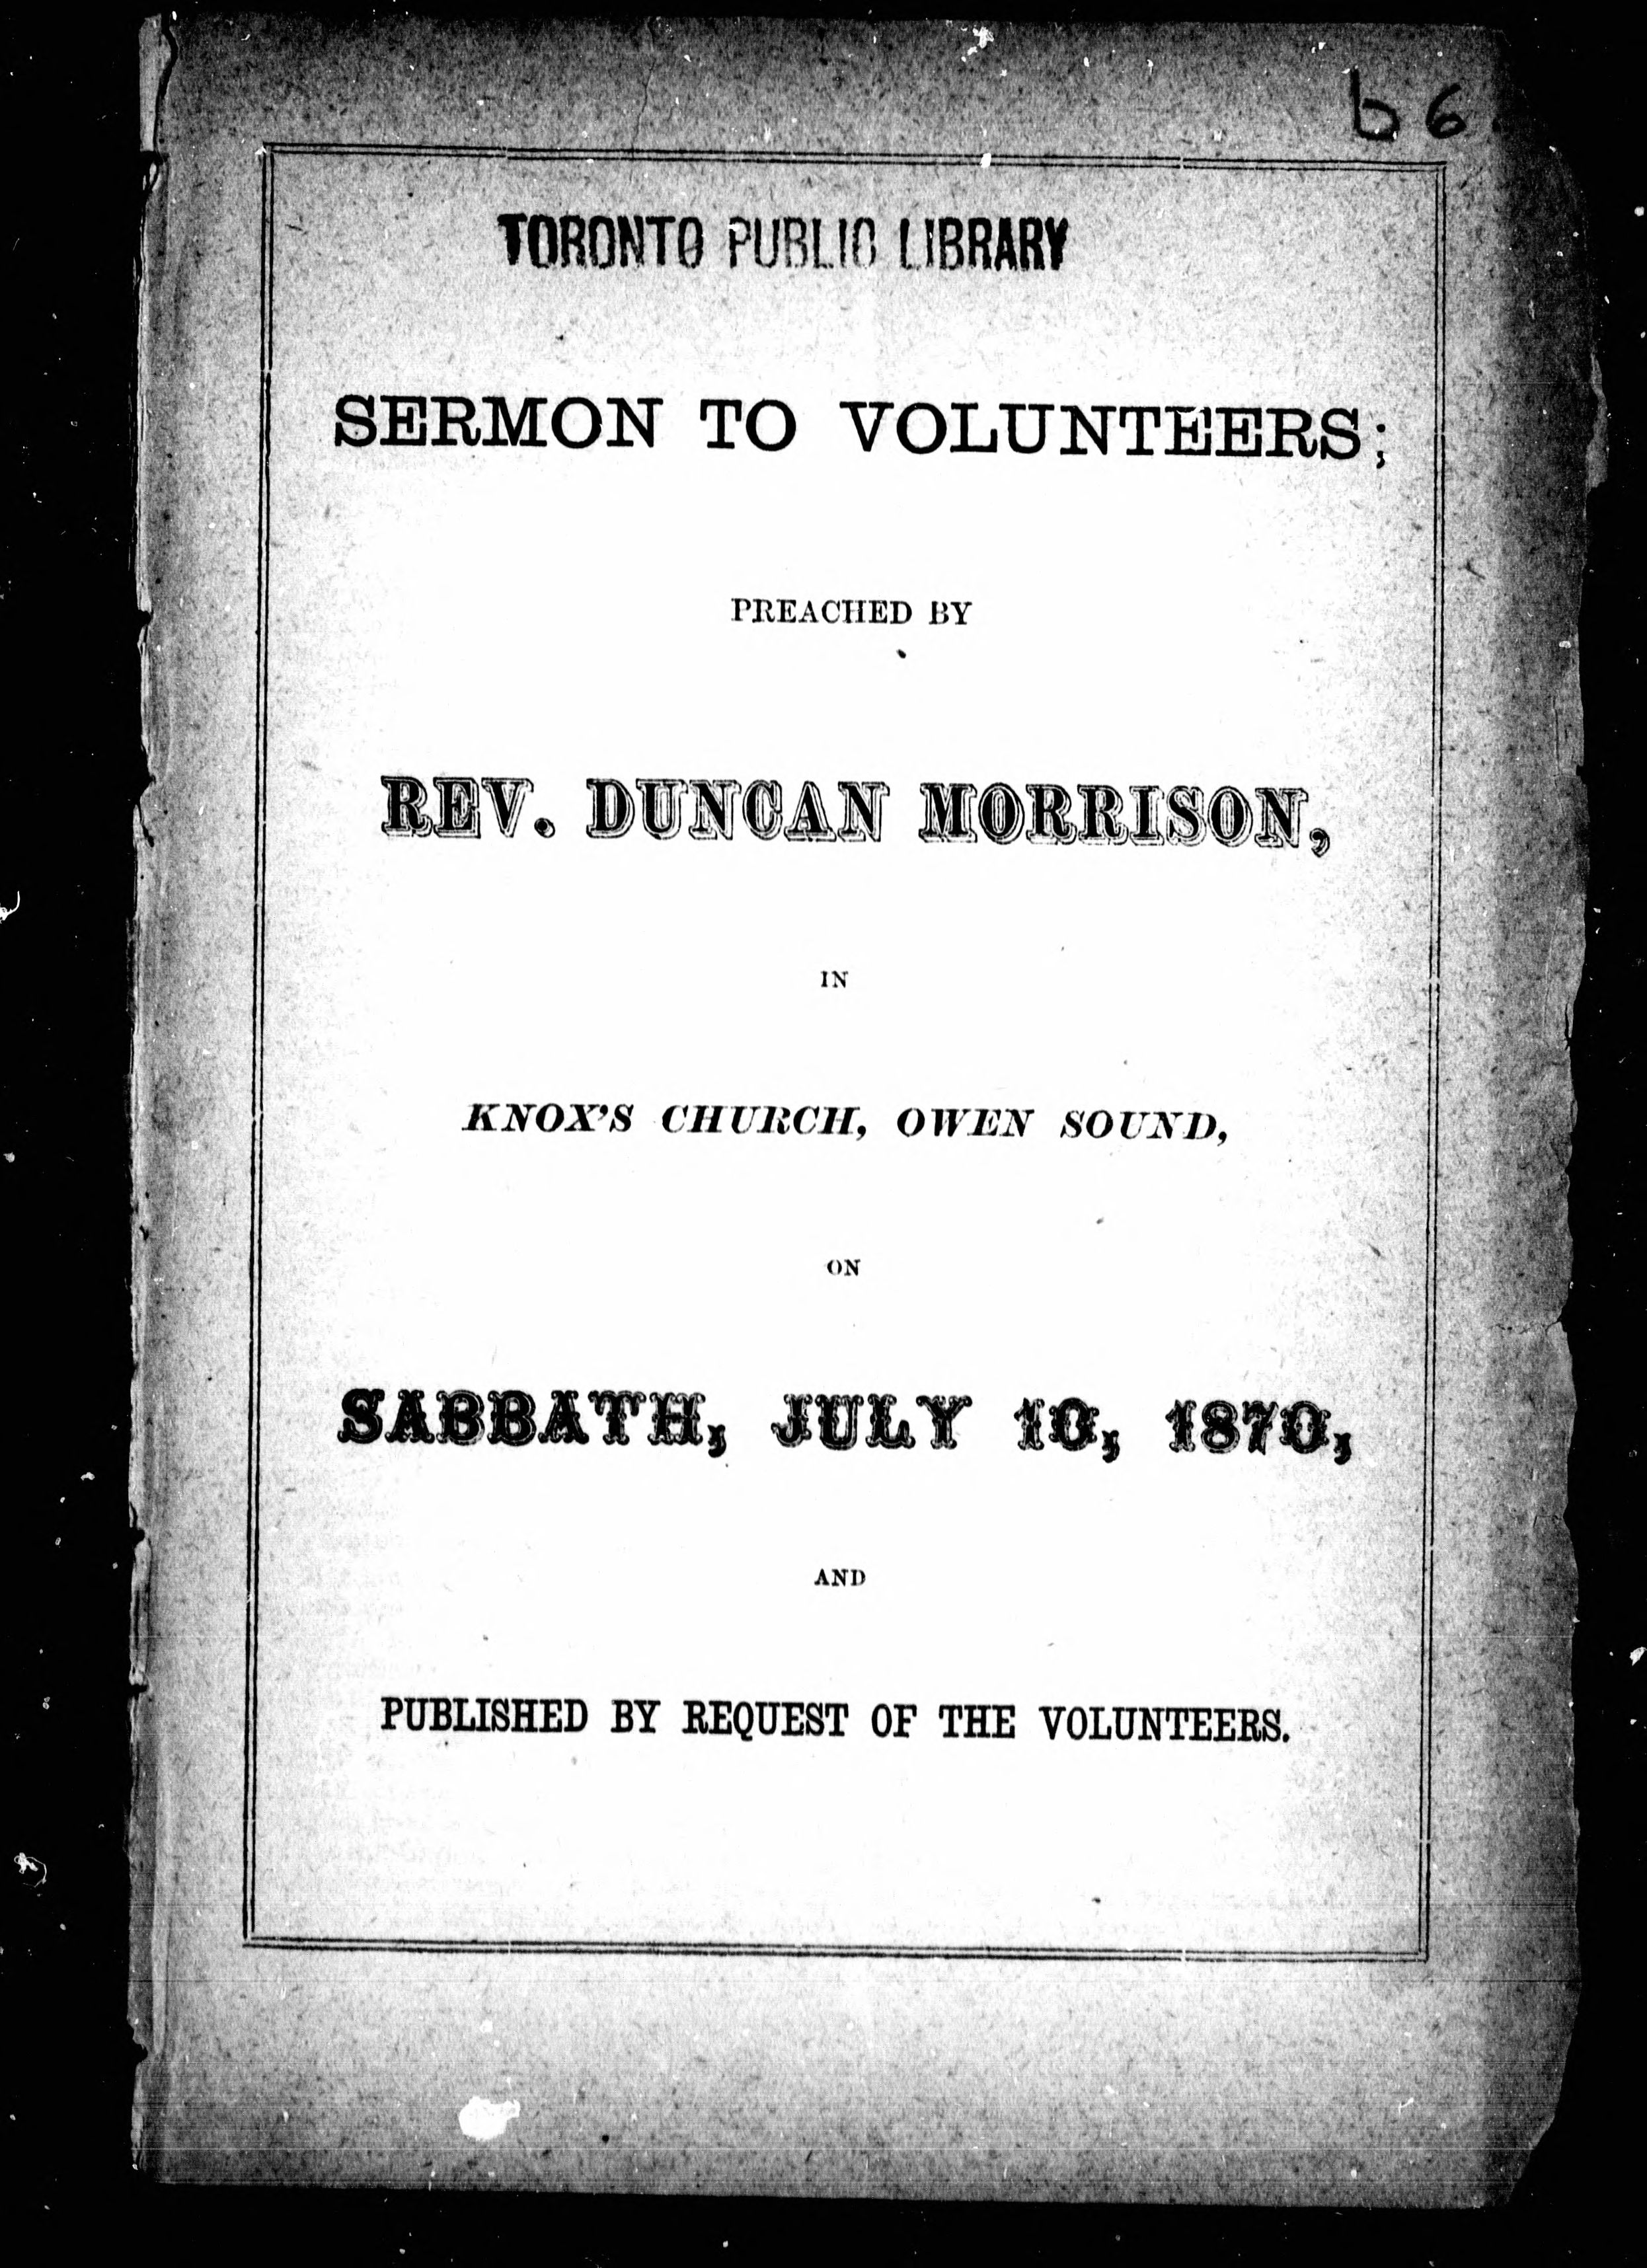 b6
TORONTO PUBLIC LIBRARY
SERMON TO VOLUNTEERS;
PREACHED BY
REV. DUNCAN MORRISON,
IN
KNOX'S CHURCH, OWEN SOUND,
ON
SABBATH, JULY 10, 1870,
AND
PUBLISHED BY REQUEST OF THE VOLUNTEERS.